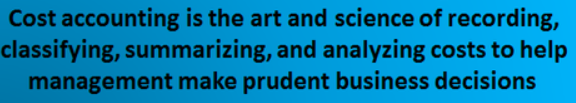 Cost accounting is the art and science of recording,
classifying, summarizing, and analyzing costs to help
management make prudent business decisions